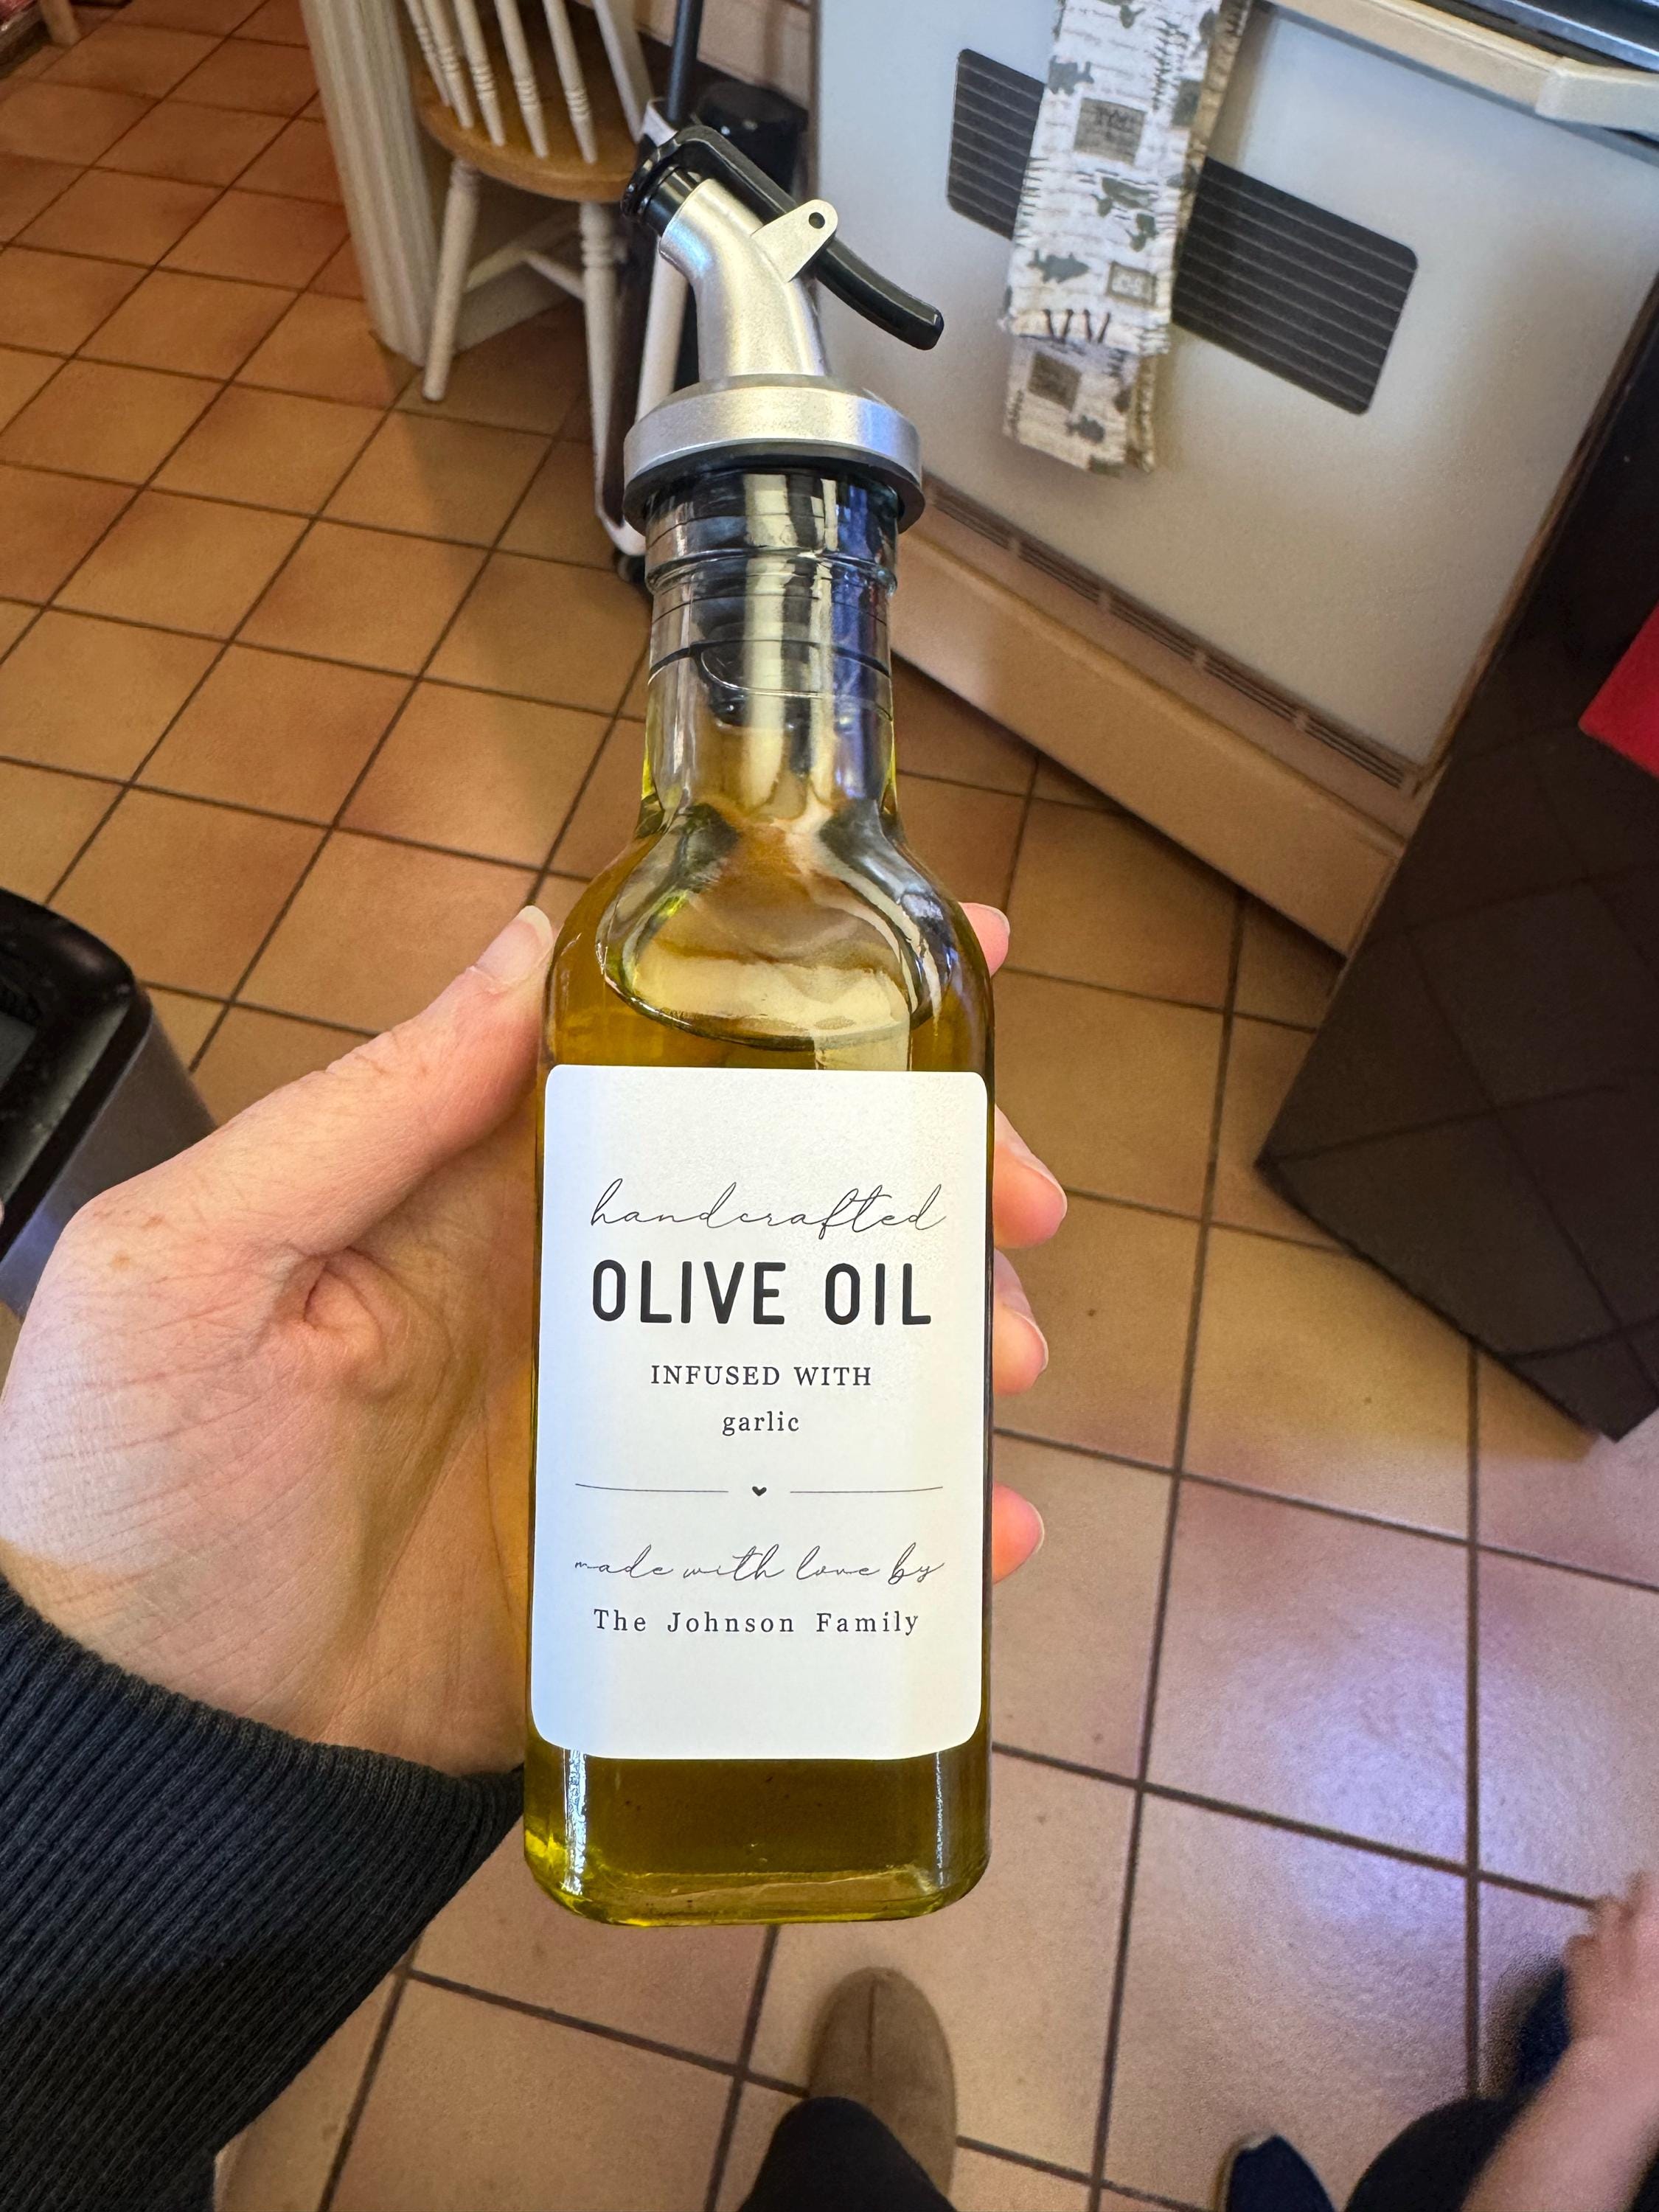 handcrafted
OLIVE OIL
INFUSED WITH
garlic
made with love by
The Johnson Family